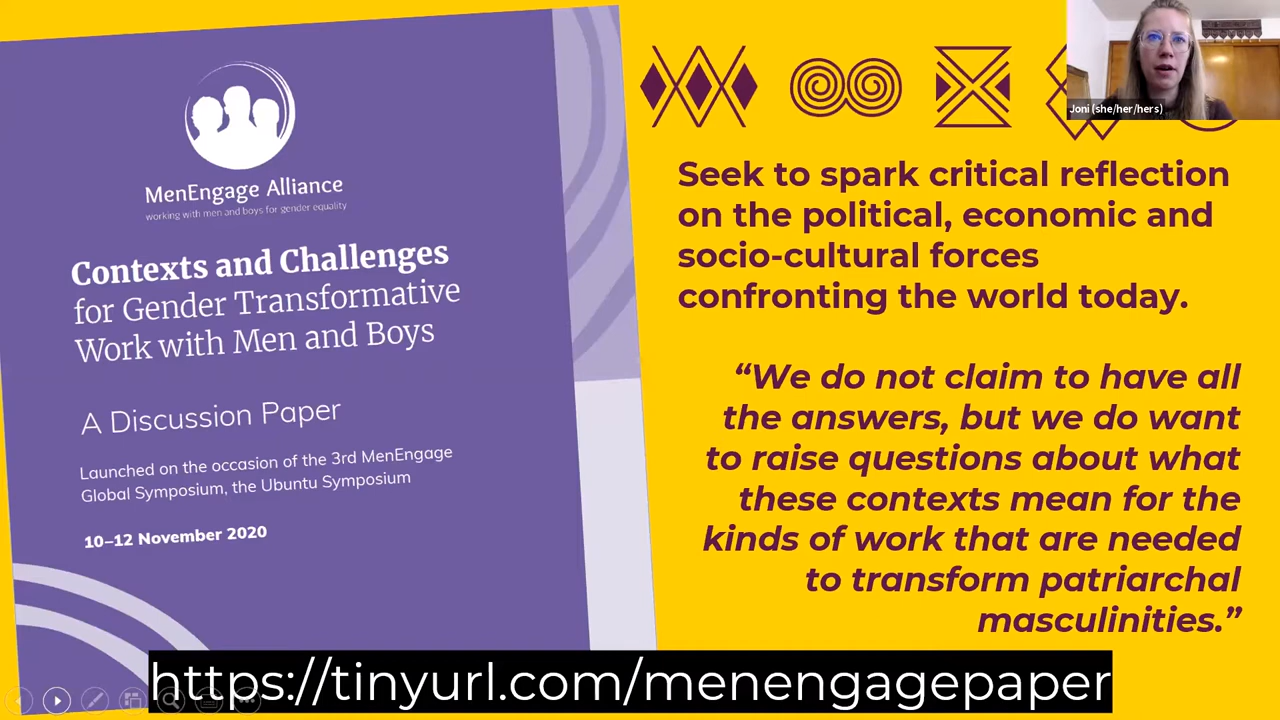 MenEngage Alliance
working with men and boys for gender equality
Contexts and Challenges
for Gender Transformative
Work with Men and Boys
A Discussion Paper
Launched on the occasion of the 3rd MenEngage
Global Symposium, the Ubuntu Symposium
10–12 November 2020
Joni (she/her/hers)
Seek to spark critical reflection
on the political, economic and
socio-cultural forces
confronting the world today.
“We do not claim to have all
the answers, but we do want
to raise questions about what
these contexts mean for the
kinds of work that are needed
to transform patriarchal
masculinities.”
https://tinyurl.com/menengagepaper